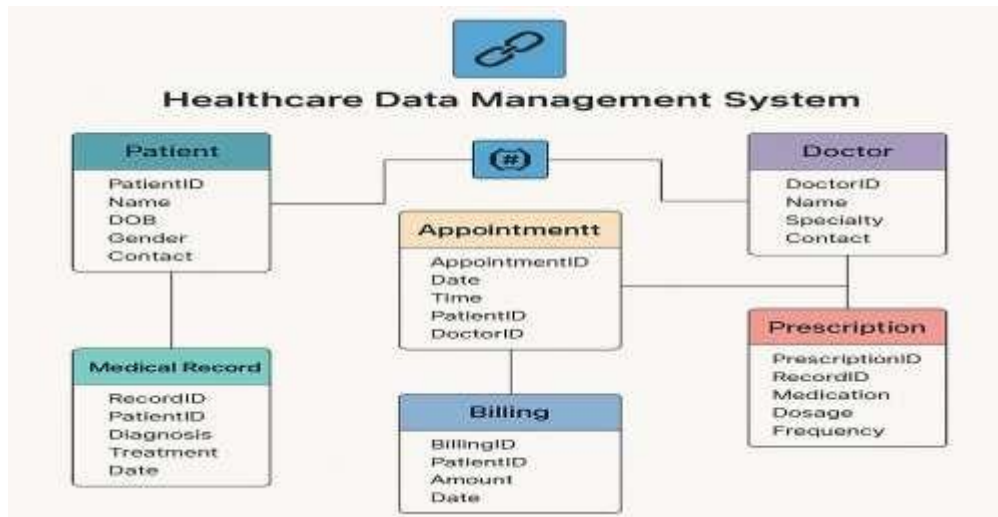 Healthcare Data Management System
Patient
PatientID
Name
DOB
Gender
Contact
(#)
Doctor
DoctorID
Name
Specialty
Contact
Appointmentt
AppointmentID
Date
Time
PatientID
DoctorID
Medical Record
RecordID
PatientID
Diagnosis
Treatment
Date
Billing
BillingID
PatientID
Amount
Date
Prescription
PrescriptionID
RecordID
Medication
Dosage
Frequency